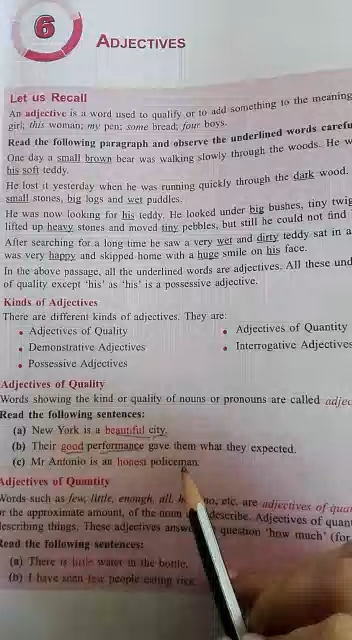 6
ADJECTIVES
Let us Recall
An adjective is a word used to qualify or to add something to the meaning
girl; this woman; my pen; some bread; four boys.
Read the following paragraph and observe the underlined words
One day a small brown bear was walking slowly through the woods. He
his soft teddy.
He lost it yesterday when he was running quickly through the dark wood.
small stones, big logs and wet puddles.
He was now looking for his teddy. He looked under big bushes, tiny
lifted up heavy stones and moved tiny pebbles, but still he could not find
After searching for a long time he saw a very wet and dirty teddy sat in a
was very happy and skipped home with a huge smile on his face.
In the above passage, all the underlined words are adjectives. All these
of quality except 'his' as 'his' is a possessive adjective.
Kinds of Adjectives
There are different kinds of adjectives. They are:
• Adjectives of Quality • Adjectives of Quantity
• Demonstrative Adjectives • Interrogative Adjectives
• Possessive Adjectives
Adjectives of Quality
Words showing the kind or quality of nouns or pronouns are called
Read the following sentences:
(a) New York is a beautiful city.
(b) Their good performance gave them what they expected.
(c) Mr Antonio is an honest policeman.
Adjectives of Quantity
Words such as few, little, enough, all, no, etc. are adjectives of
or the approximate amount, of the noun describe. Adjectives of
describing things. These adjectives question 'how much' (for
Read the following sentences:
(a) There is little water in the bottle.
(b) I have seen few people eating rice